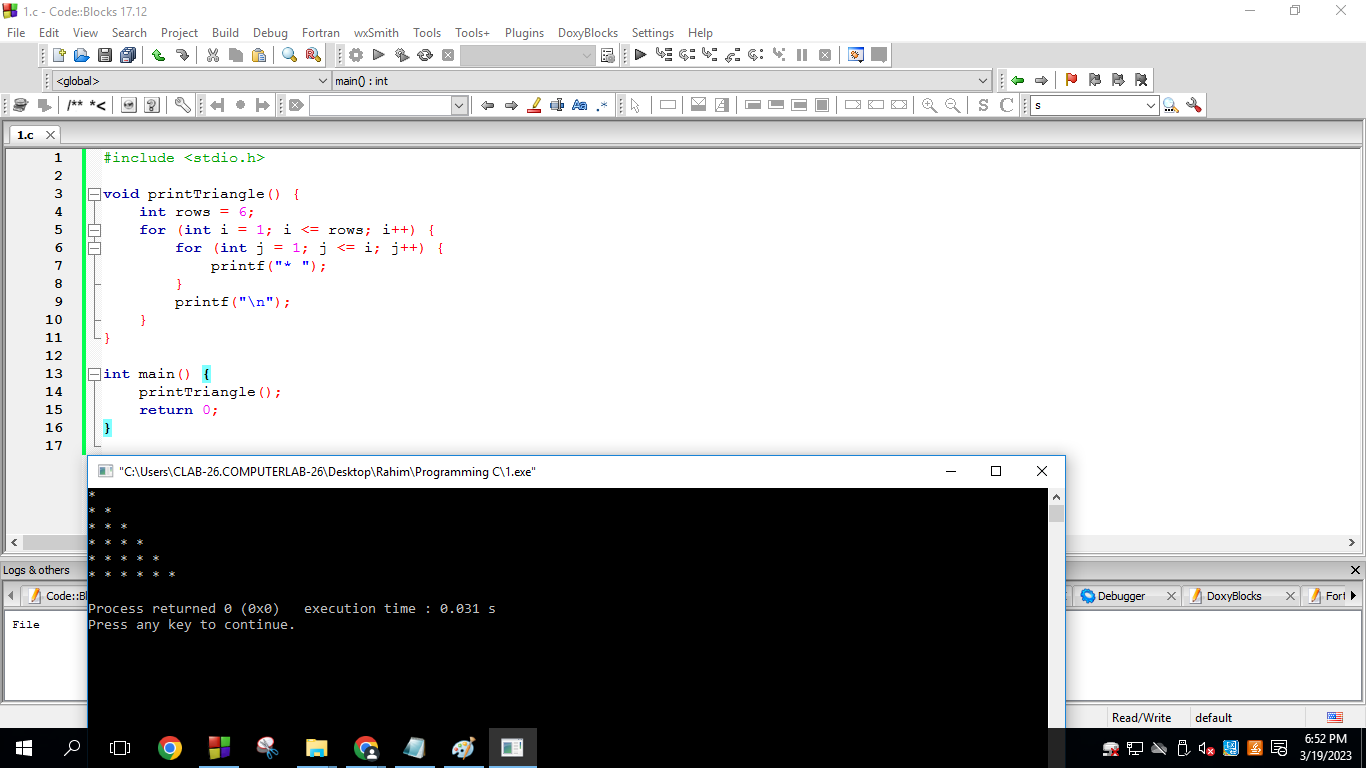 1.c - Code::Blocks 17.12
File Edit View Search Project Build Debug Fortran wxSmith Tools Tools+ Plugins DoxyBlocks Settings Help
<global> main() : int
/** *<
Aa .* S C s
1.c
1 #include <stdio.h>
2
3 void printTriangle() {
4     int rows = 6;
5     for (int i = 1; i <= rows; i++) {
6         for (int j = 1; j <= i; j++) {
7             printf("* ");
8         }
9         printf("\n");
10     }
11 }
12
13 int main() {
14     printTriangle();
15     return 0;
16 }
17
"C:\Users\CLAB-26.COMPUTERLAB-26\Desktop\Rahim\Programming C\1.exe"
*
* *
* * *
* * * *
* * * * *
* * * * * *
Process returned 0 (0x0)   execution time : 0.031 s
Press any key to continue.
Logs & others
Code::Bl Debugger DoxyBlocks Fort
File
Read/Write default
6:52 PM
3/19/2023